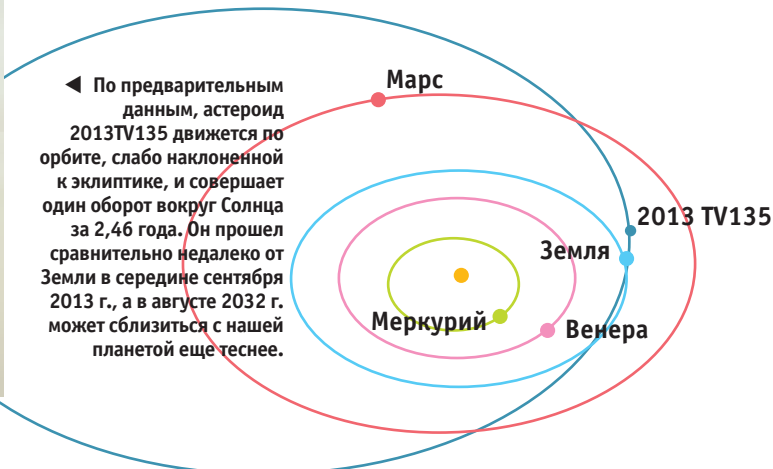 ◀ По предварительным
данным, астероид
2013TV135 движется по
орбите, слабо наклоненной
к эклиптике, и совершает
один оборот вокруг Солнца
за 2,46 года. Он прошел
сравнительно недалеко от
Земли в середине сентября
2013 г., а в августе 2032 г.
может сблизиться с нашей
планетой еще теснее.
Марс
2013 TV135
Земля
Меркурий
Венера